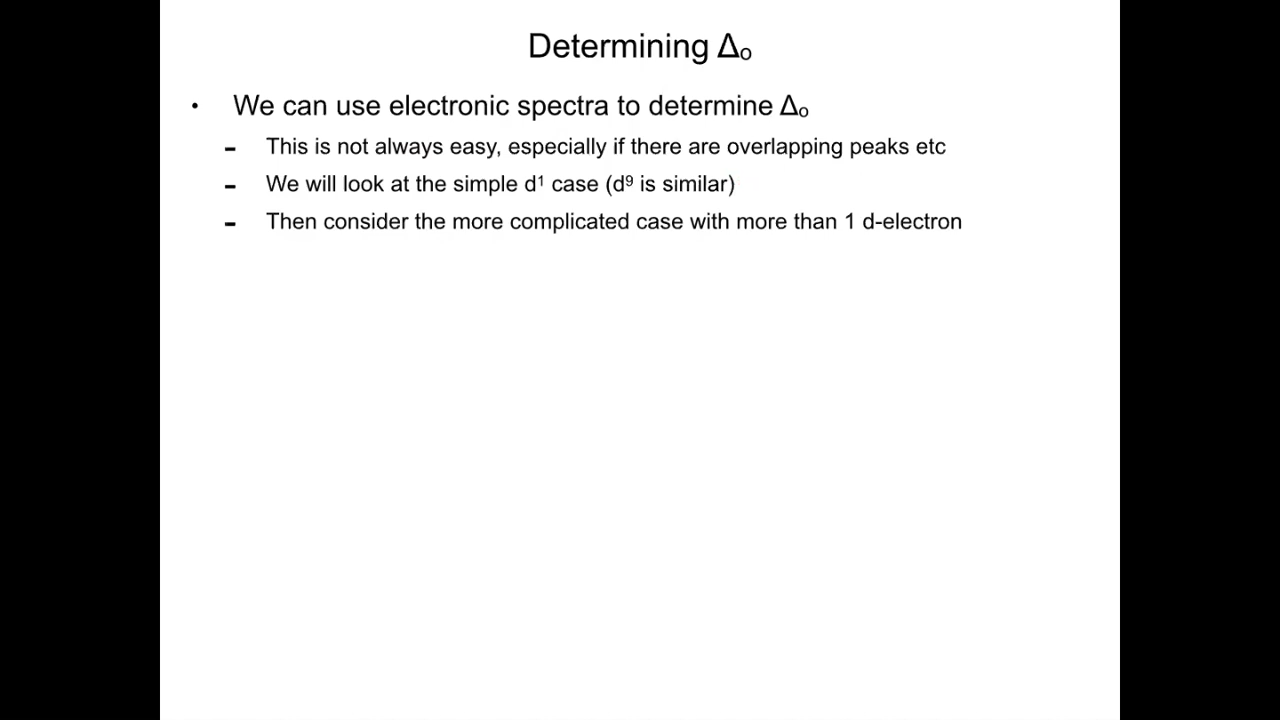 Determining Δₒ
• We can use electronic spectra to determine Δₒ
- This is not always easy, especially if there are overlapping peaks etc
- We will look at the simple d¹ case (d⁹ is similar)
- Then consider the more complicated case with more than 1 d-electron